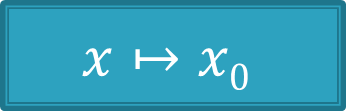 x ↦ x₀